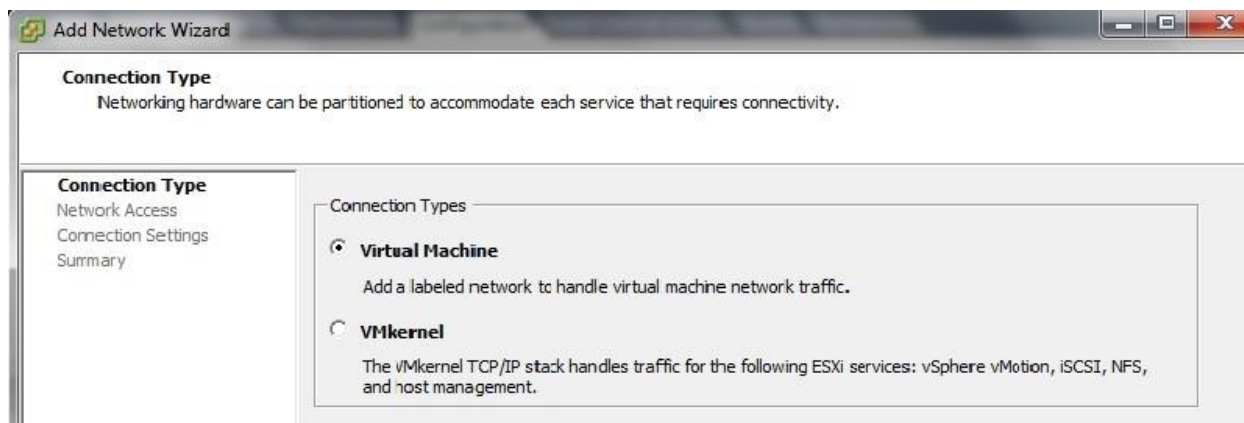 Add Network Wizard
Connection Type
Networking hardware can be partitioned to accommodate each service that requires connectivity.
Connection Type
Network Access
Connection Settings
Summary
Connection Types
Virtual Machine
Add a labeled network to handle virtual machine network traffic.
VMkernel
The VMkernel TCP/IP stack handles traffic for the following ESXi services: vSphere vMotion, iSCSI, NFS,
and host management.